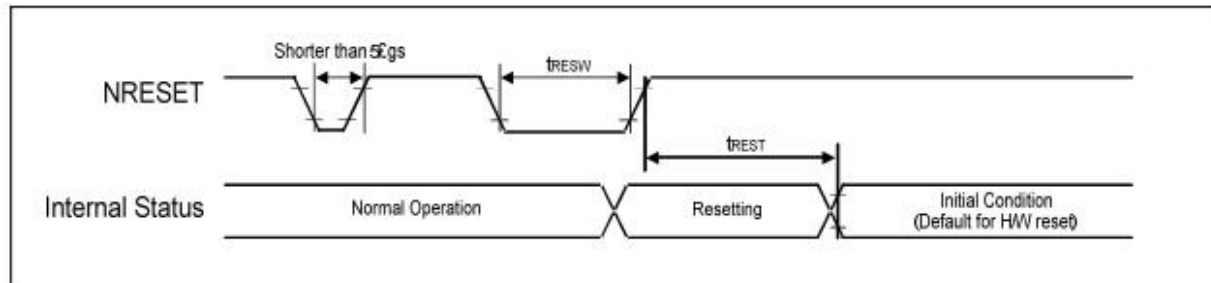 Shorter than 5£gs
tRESW
NRESET
tREST
Internal Status
Normal Operation
Resetting
Initial Condition
(Default for H/W reset)